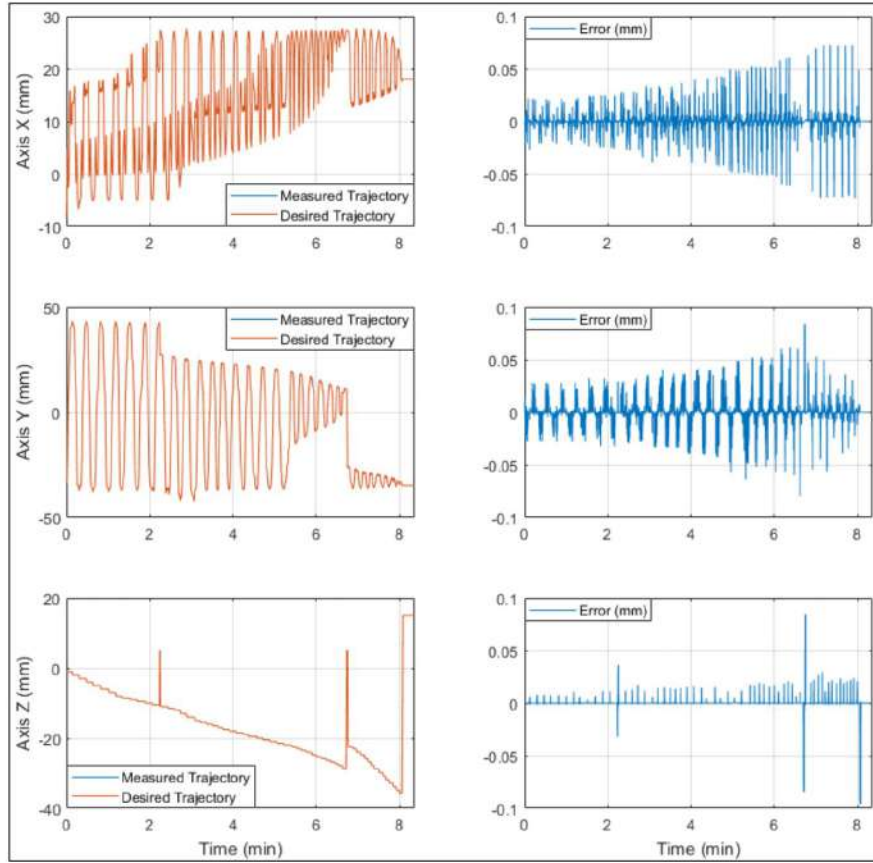 30
20
10
0
-10
Axis X (mm)
Measured Trajectory
Desired Trajectory
0 2 4 6 8
0.1
0.05
0
-0.05
-0.1
Error (mm)
0 2 4 6 8
50
0
-50
Axis Y (mm)
Measured Trajectory
Desired Trajectory
0 2 4 6 8
0.1
0.05
0
-0.05
-0.1
Error (mm)
0 2 4 6 8
20
0
-20
-40
Axis Z (mm)
Measured Trajectory
Desired Trajectory
0 2 4 6 8
Time (min)
0.1
0.05
0
-0.05
-0.1
Error (mm)
0 2 4 6 8
Time (min)